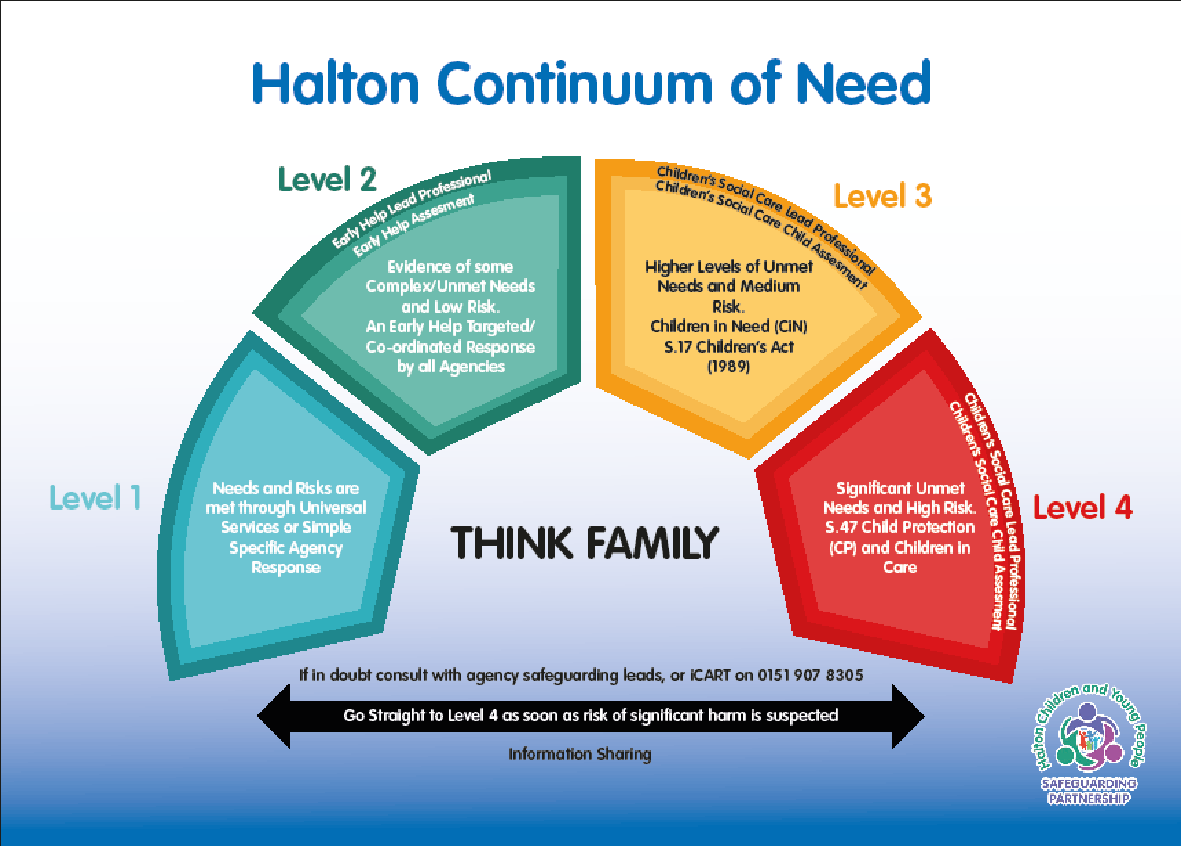 Halton Continuum of Need
Level 2
Early Help Lead Professional
Early Help Assesment
Evidence of some
Complex/Unmet Needs
and Low Risk.
An Early Help Targeted/
Co-ordinated Response
by all Agencies
Level 3
Children's Social Care Lead Professional
Children's Social Care Child Assesment
Higher Levels of Unmet
Needs and Medium
Risk.
Children in Need (CiN)
S.17 Children's Act
(1989)
Level 1
Needs and Risks are
met through Universal
Services or Simple
Specific Agency
Response
THINK FAMILY
Level 4
Children's Social Care Lead Professional
Children's Social Care Child Assesment
Significant Unmet
Needs and High Risk.
S.47 Child Protection
(CP) and Children in
Care
If in doubt consult with agency safeguarding leads, or iCART on 0151 907 8305
Go Straight to Level 4 as soon as risk of significant harm is suspected
Information Sharing
Halton Children and Young People
SAFEGUARDING
PARTNERSHIP